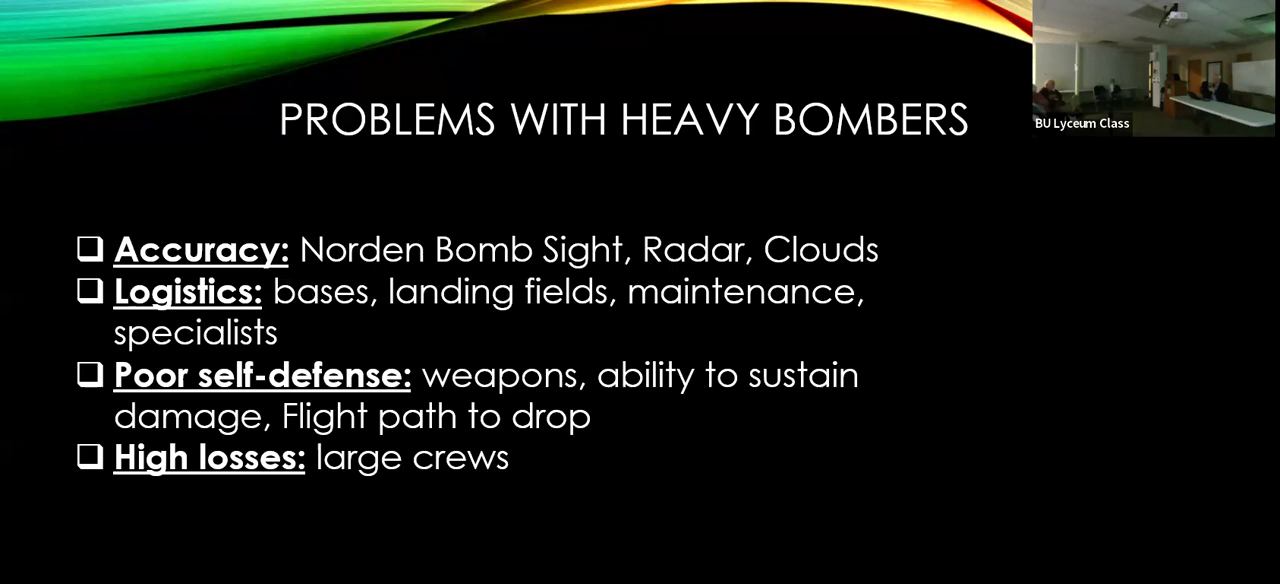 PROBLEMS WITH HEAVY BOMBERS
BU Lyceum Class
❑ Accuracy: Norden Bomb Sight, Radar, Clouds
❑ Logistics: bases, landing fields, maintenance,
specialists
❑ Poor self-defense: weapons, ability to sustain
damage, Flight path to drop
❑ High losses: large crews